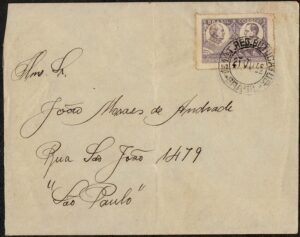 Ilmo Sr.
João Moraes de Andrade
Rua São João 1479
"São Paulo"